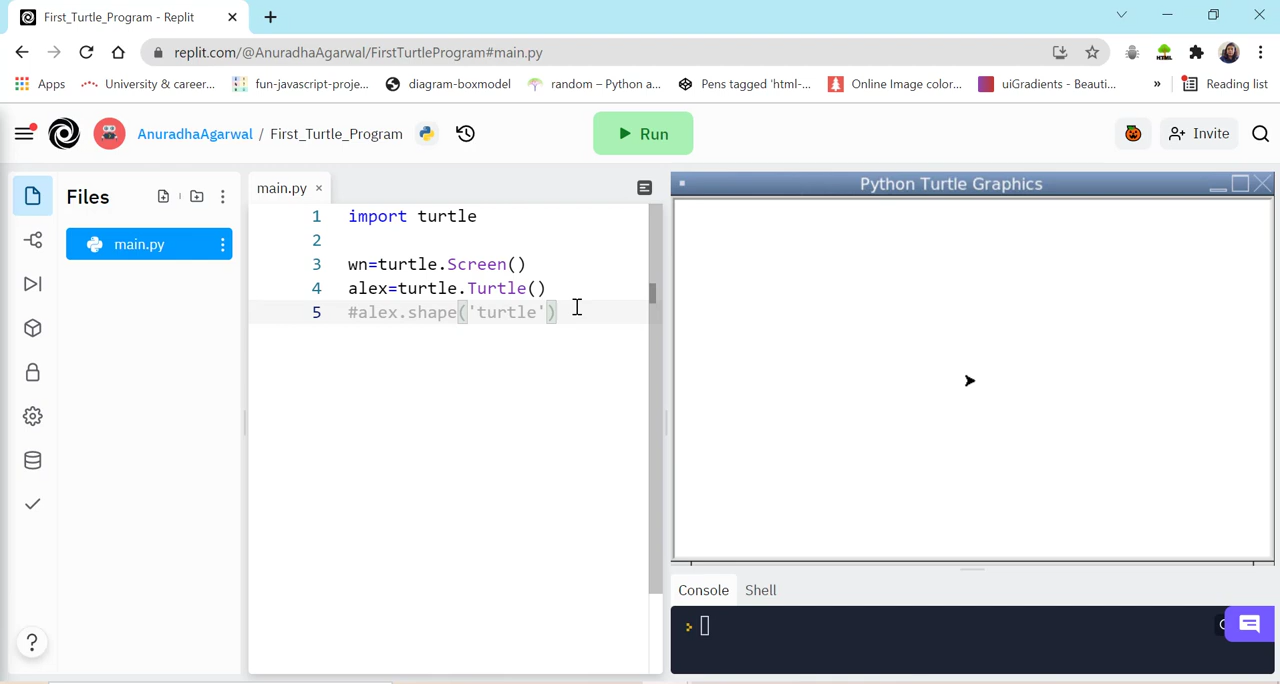 First_Turtle_Program - Replit
replit.com/@AnuradhaAgarwal/FirstTurtleProgram#main.py
Apps University & career... fun-javascript-proje... diagram-boxmodel random – Python a... Pens tagged 'html-... Online Image color... uiGradients - Beauti... » Reading list
AnuradhaAgarwal / First_Turtle_Program Run Invite
Files main.py × Python Turtle Graphics
main.py
1 import turtle
2
3 wn=turtle.Screen()
4 alex=turtle.Turtle()
5 #alex.shape('turtle')
Console Shell
?